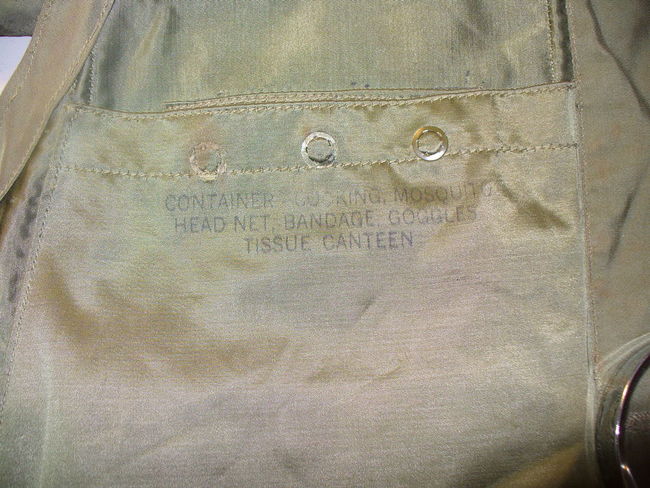 CONTAINER COOKING, MOSQUITO
HEAD NET, BANDAGE, GOGGLES
TISSUE CANTEEN